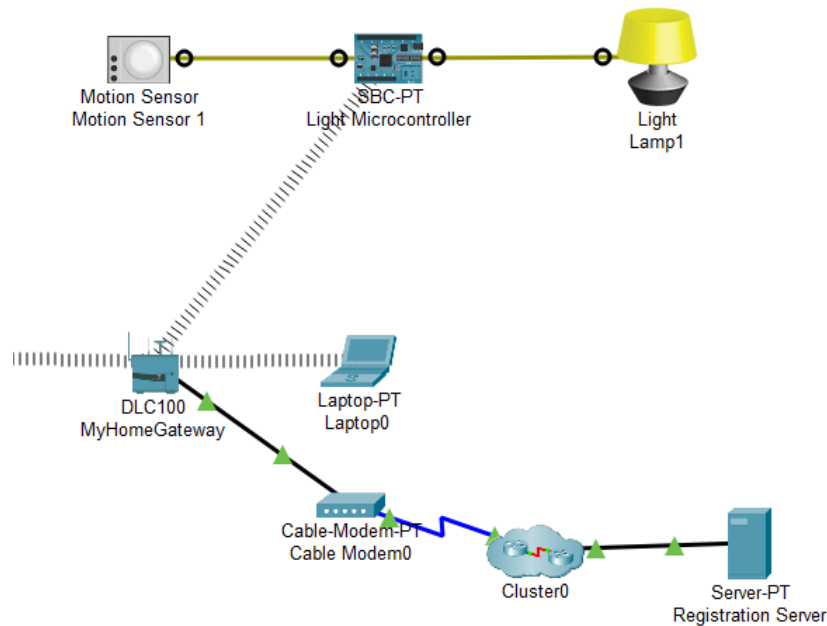 Motion Sensor
Motion Sensor 1
SBC-PT
Light Microcontroller
Light
Lamp1
DLC100
MyHomeGateway
Laptop-PT
Laptop0
Cable-Modem-PT
Cable Modem0
Cluster0
Server-PT
Registration Server